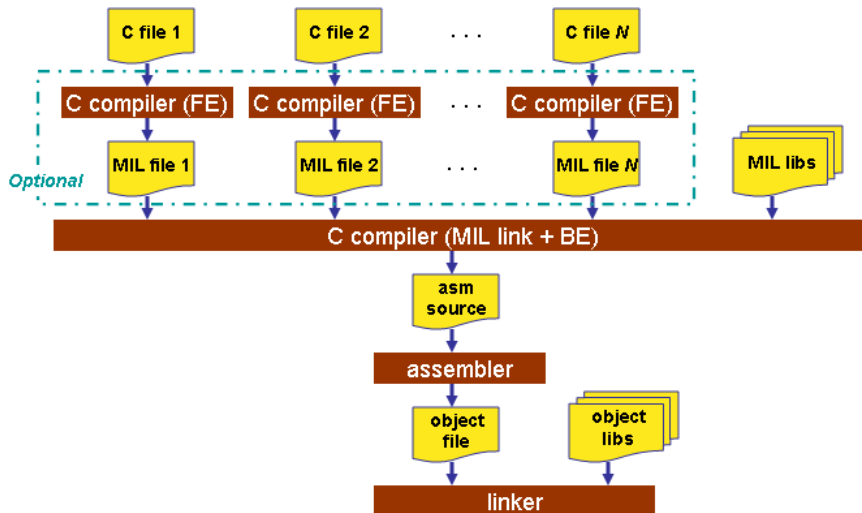 C file 1
C file 2
. . .
C file N
C compiler (FE)
C compiler (FE)
. . .
C compiler (FE)
MIL file 1
MIL file 2
. . .
MIL file N
MIL libs
Optional
C compiler (MIL link + BE)
asm
source
assembler
object
file
object
libs
linker